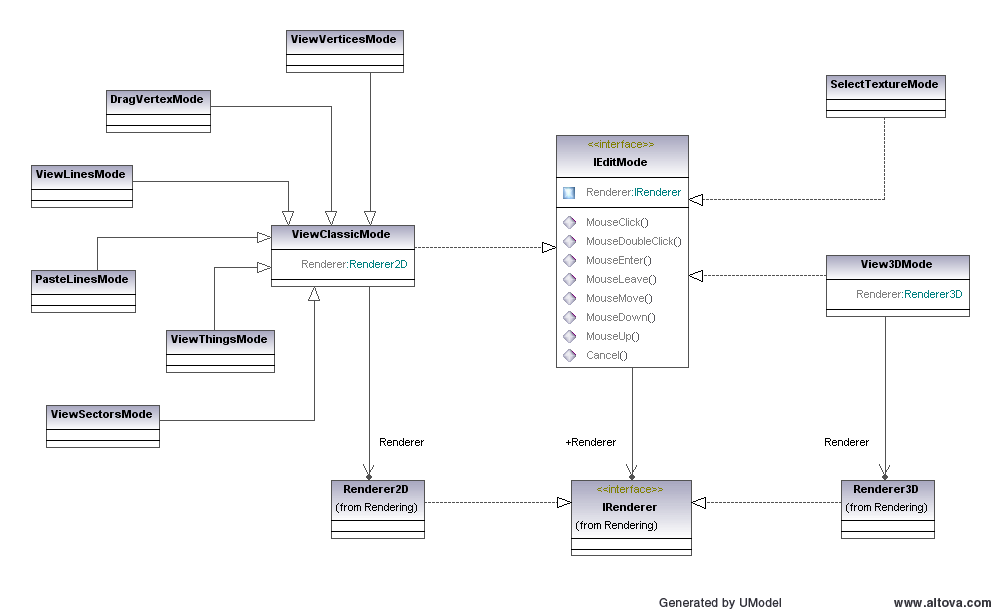 ViewVerticesMode
SelectTextureMode
DragVertexMode
<<interface>>
IEditMode
Renderer:IRenderer
MouseClick()
MouseDoubleClick()
MouseEnter()
MouseLeave()
MouseMove()
MouseDown()
MouseUp()
Cancel()
ViewLinesMode
ViewClassicMode
Renderer:Renderer2D
View3DMode
Renderer:Renderer3D
PasteLinesMode
ViewThingsMode
ViewSectorsMode
Renderer
+Renderer
Renderer
Renderer2D
(from Rendering)
<<interface>>
IRenderer
(from Rendering)
Renderer3D
(from Rendering)
Generated by UModel
www.altova.com